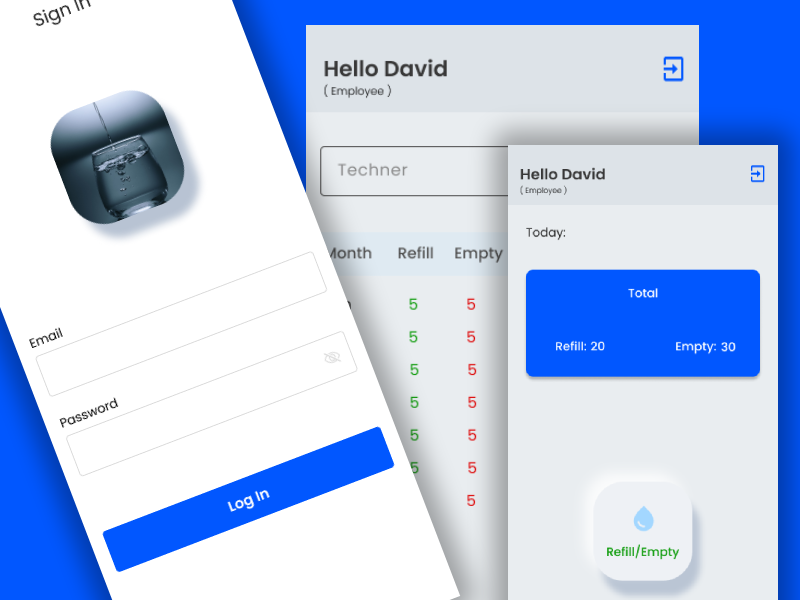 Sign In
Email
Password
Log In
Hello David
( Employee )
Techner
Month Refill Empty
5 5
5 5
5 5
5 5
5 5
5 5
5
Hello David
( Employee )
Today:
Total
Refill: 20 Empty: 30
Refill/Empty